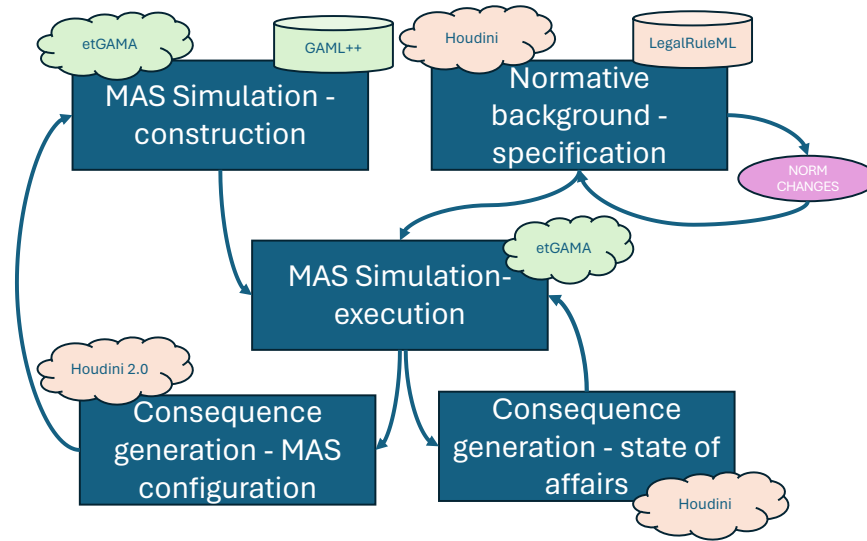 etGAMA
GAML++
MAS Simulation -
construction
Houdini
LegalRuleML
Normative
background -
specification
NORM
CHANGES
etGAMA
MAS Simulation-
execution
Houdini 2.0
Consequence
generation - MAS
configuration
Consequence
generation - state of
affairs
Houdini